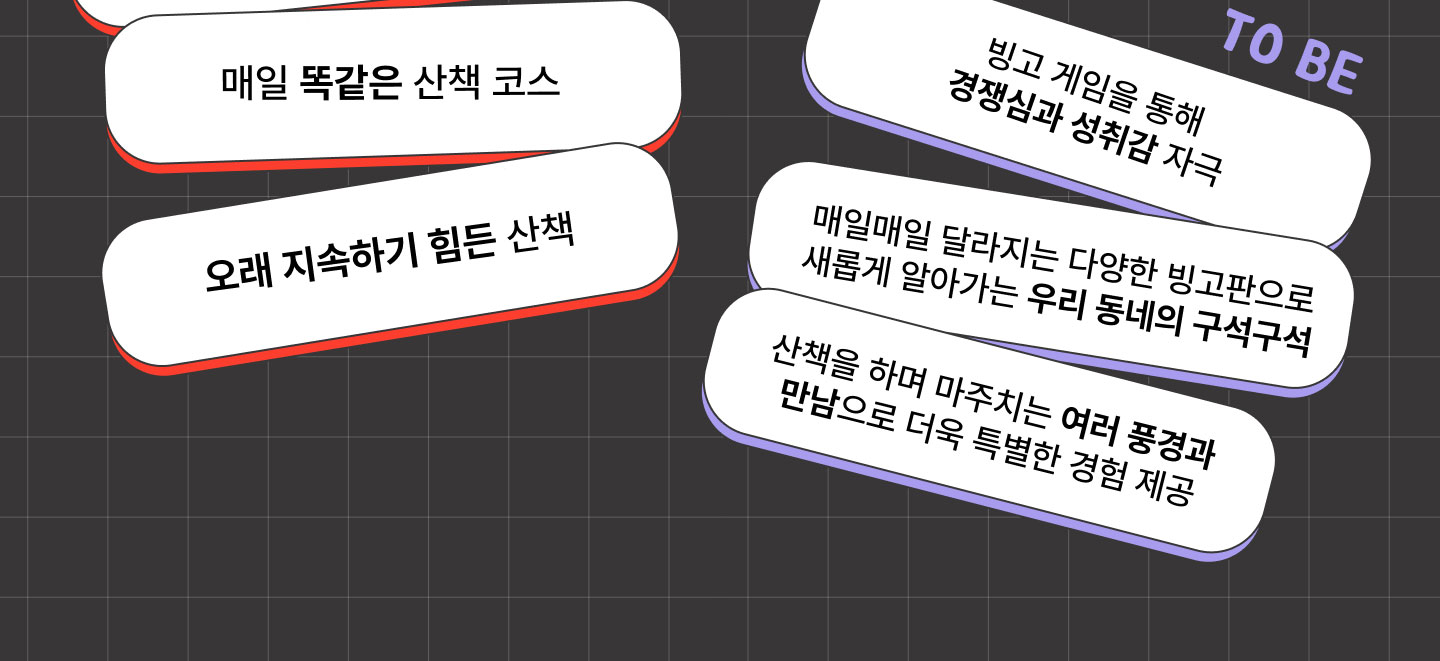 매일 똑같은 산책 코스
오래 지속하기 힘든 산책
TO BE
빙고 게임을 통해
경쟁심과 성취감 자극
매일매일 달라지는 다양한 빙고판으로
새롭게 알아가는 우리 동네의 구석구석
산책을 하며 마주치는 여러 풍경과
만남으로 더욱 특별한 경험 제공